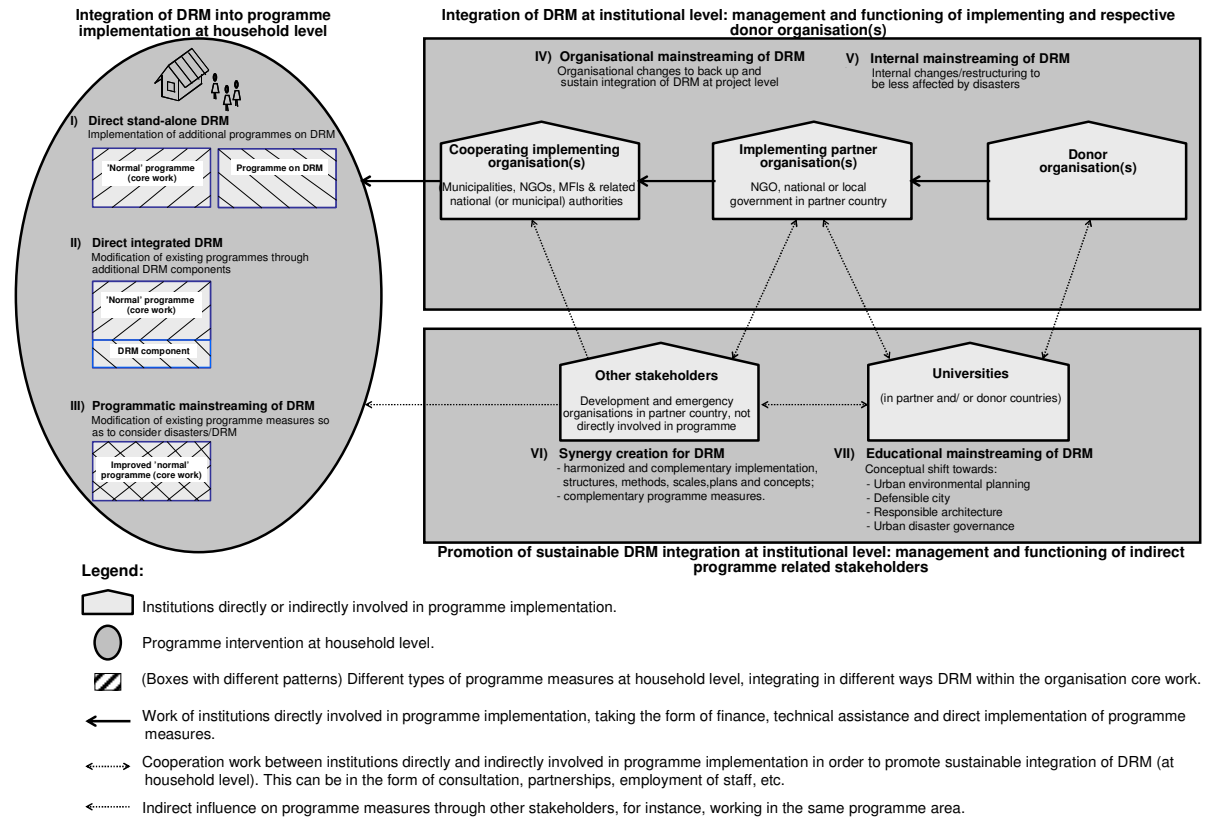 Integration of DRM into programme
implementation at household level
I) Direct stand-alone DRM
Implementation of additional programmes on DRM
'Normal' programme
(core work)
Programme on DRM
II) Direct integrated DRM
Modification of existing programmes through
additional DRM components
'Normal' programme
(core work)
DRM component
III) Programmatic mainstreaming of DRM
Modification of existing programme measures so
as to consider disasters/DRM
Improved 'normal'
programme (core work)
Integration of DRM at institutional level: management and functioning of implementing and respective
donor organisation(s)
IV) Organisational mainstreaming of DRM
Organisational changes to back up and
sustain integration of DRM at project level
V) Internal mainstreaming of DRM
Internal changes/restructuring to
be less affected by disasters
Cooperating implementing
organisation(s)
Municipalities, NGOs, MFIs & related
national (or municipal) authorities
Implementing partner
organisation(s)
NGO, national or local
government in partner country
Donor
organisation(s)
Other stakeholders
Development and emergency
organisations in partner country, not
directly involved in programme
Universities
(in partner and/ or donor countries)
VI) Synergy creation for DRM
- harmonized and complementary implementation,
structures, methods, scales,plans and concepts;
- complementary programme measures.
VII) Educational mainstreaming of DRM
Conceptual shift towards:
- Urban environmental planning
- Defensible city
- Responsible architecture
- Urban disaster governance
Promotion of sustainable DRM integration at institutional level: management and functioning of indirect
programme related stakeholders
Legend:
Institutions directly or indirectly involved in programme implementation.
Programme intervention at household level.
(Boxes with different patterns) Different types of programme measures at household level, integrating in different ways DRM within the organisation core work.
Work of institutions directly involved in programme implementation, taking the form of finance, technical assistance and direct implementation of programme
measures.
Cooperation work between institutions directly and indirectly involved in programme implementation in order to promote sustainable integration of DRM (at
household level). This can be in the form of consultation, partnerships, employment of staff, etc.
Indirect influence on programme measures through other stakeholders, for instance, working in the same programme area.